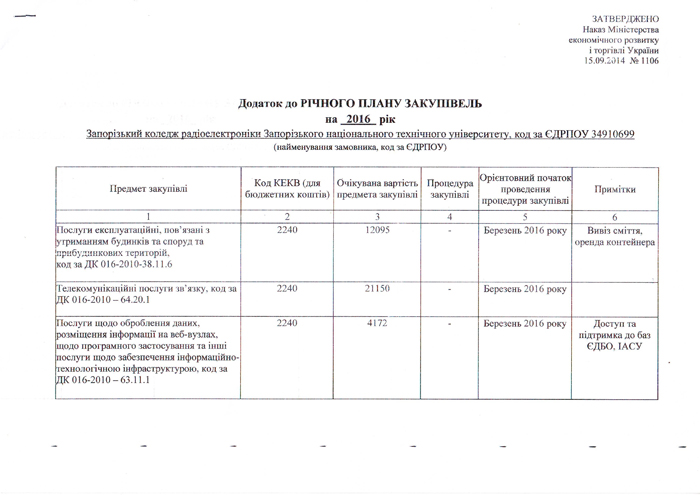 ЗАТВЕРДЖЕНО
Наказ Міністерства
економічного розвитку
і торгівлі України
15.09.2014 № 1106
Додаток до РІЧНОГО ПЛАНУ ЗАКУПІВЕЛЬ
на 2016 рік
Запорізький коледж радіоелектроніки Запорізького національного технічного університету, код за ЄДРПОУ 34910699
(найменування замовника, код за ЄДРПОУ)
Предмет закупівлі
Код КЕКВ (для
бюджетних коштів)
Очікувана вартість
предмета закупівлі
Процедура
закупівлі
Орієнтовний початок
проведення
процедури закупівлі
Примітки
1 2 3 4 5 6
Послуги експлуатаційні, пов’язані з
утриманням будинків та споруд та
прибудинкових територій,
код за ДК 016-2010-38.11.6
2240
12095
-
Березень 2016 року
Вивіз сміття,
оренда контейнера
Телекомунікаційні послуги зв’язку, код за
ДК 016-2010 – 64.20.1
2240
21150
-
Березень 2016 року
Послуги щодо оброблення даних,
розміщення інформації на веб-вузлах,
щодо програмного застосування та інші
послуги щодо забезпечення інформаційно-
технологічною інфраструктурою, код за
ДК 016-2010 – 63.11.1
2240
4172
-
Березень 2016 року
Доступ та
підтримка до баз
ЄДБО, ІАСУ